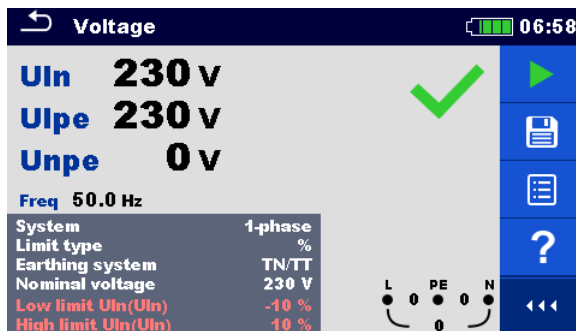 Voltage 06:58
Uln 230 V
Ulpe 230 V
Unpe 0 V
Freq 50.0 Hz
System 1-phase
Limit type %
Earthing system TN/TT
Nominal voltage 230 V
Low limit Uln(Uln) -10 %
High limit Uln(Uln) 10 %
L PE N
0 0
0
?